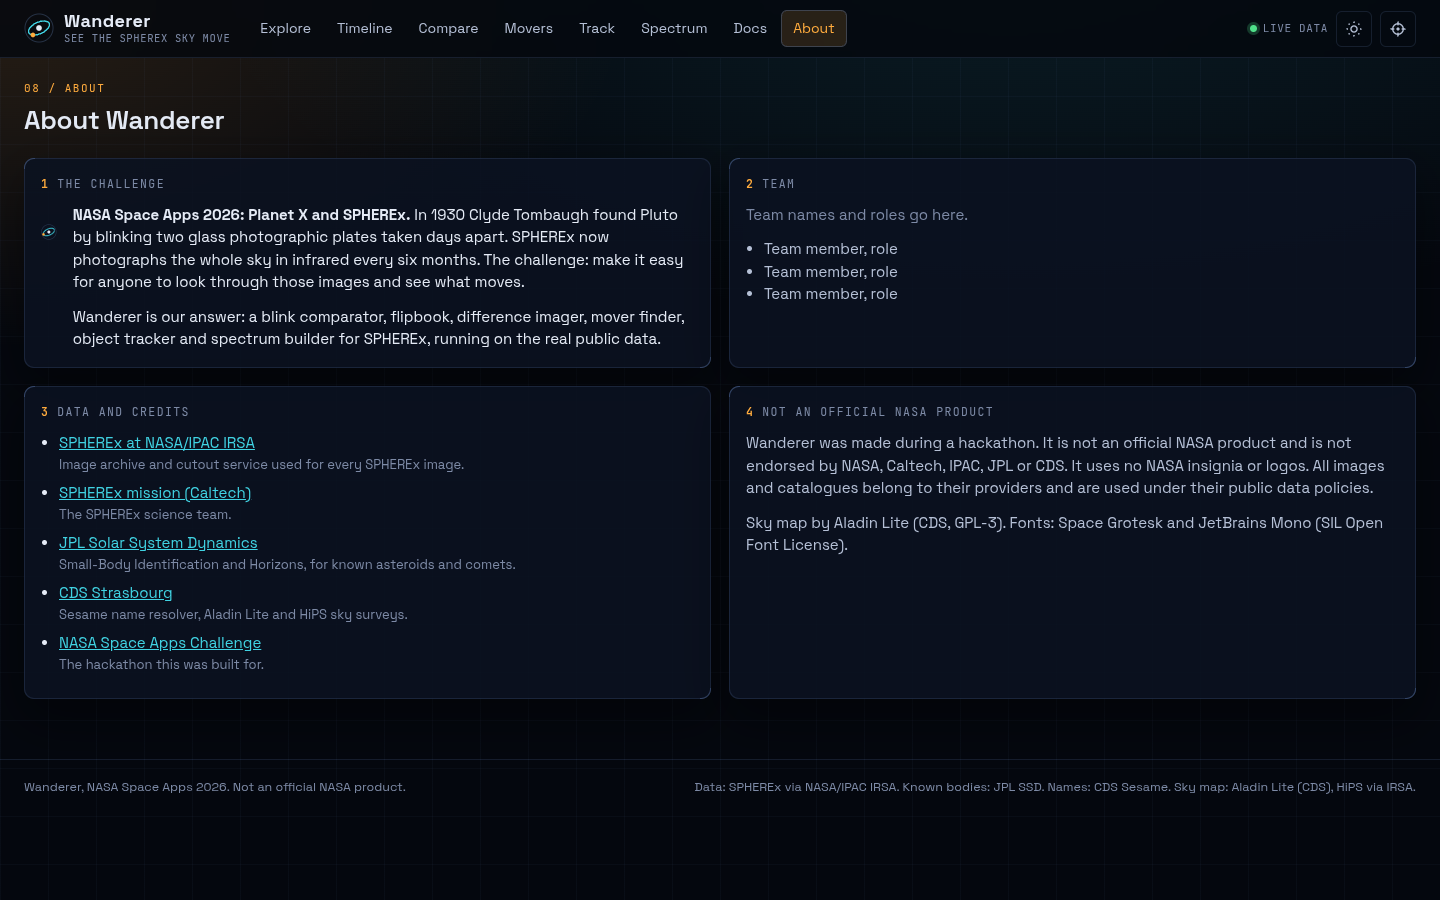 Wanderer
SEE THE SPHEREX SKY MOVE
Explore
Timeline
Compare
Movers
Track
Spectrum
Docs
About
LIVE DATA
08 / ABOUT
About Wanderer
1 THE CHALLENGE
NASA Space Apps 2026: Planet X and SPHEREx. In 1930 Clyde Tombaugh found Pluto
by blinking two glass photographic plates taken days apart. SPHEREx now
photographs the whole sky in infrared every six months. The challenge: make it easy
for anyone to look through those images and see what moves.
Wanderer is our answer: a blink comparator, flipbook, difference imager, mover finder,
object tracker and spectrum builder for SPHEREx, running on the real public data.
2 TEAM
Team names and roles go here.
• Team member, role
• Team member, role
• Team member, role
3 DATA AND CREDITS
• SPHEREx at NASA/IPAC IRSA
Image archive and cutout service used for every SPHEREx image.
• SPHEREx mission (Caltech)
The SPHEREx science team.
• JPL Solar System Dynamics
Small-Body Identification and Horizons, for known asteroids and comets.
• CDS Strasbourg
Sesame name resolver, Aladin Lite and HiPS sky surveys.
• NASA Space Apps Challenge
The hackathon this was built for.
4 NOT AN OFFICIAL NASA PRODUCT
Wanderer was made during a hackathon. It is not an official NASA product and is not
endorsed by NASA, Caltech, IPAC, JPL or CDS. It uses no NASA insignia or logos. All images
and catalogues belong to their providers and are used under their public data policies.
Sky map by Aladin Lite (CDS, GPL-3). Fonts: Space Grotesk and JetBrains Mono (SIL Open
Font License).
Wanderer, NASA Space Apps 2026. Not an official NASA product.
Data: SPHEREx via NASA/IPAC IRSA. Known bodies: JPL SSD. Names: CDS Sesame. Sky map: Aladin Lite (CDS), HiPS via IRSA.